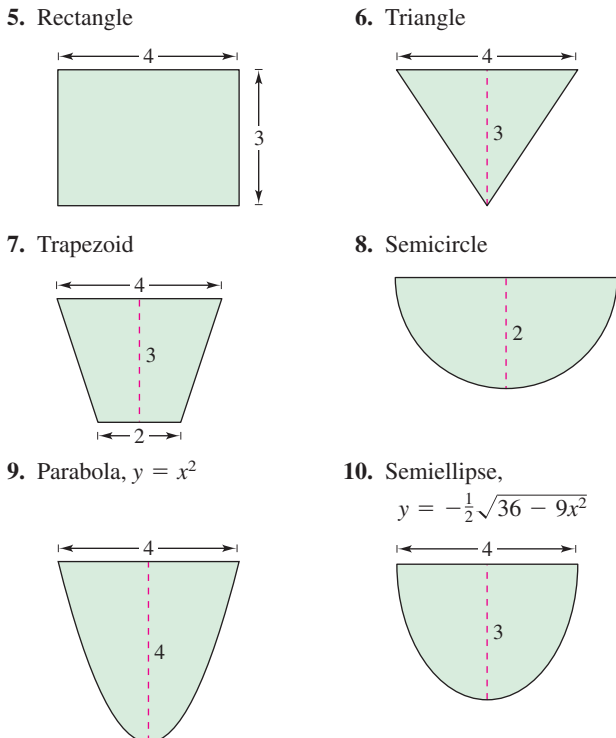 5. Rectangle
4
3
6. Triangle
4
3
7. Trapezoid
4
3
2
8. Semicircle
2
9. Parabola, y = x²
4
4
10. Semiellipse,
y = −½√(36 − 9x²)
4
3